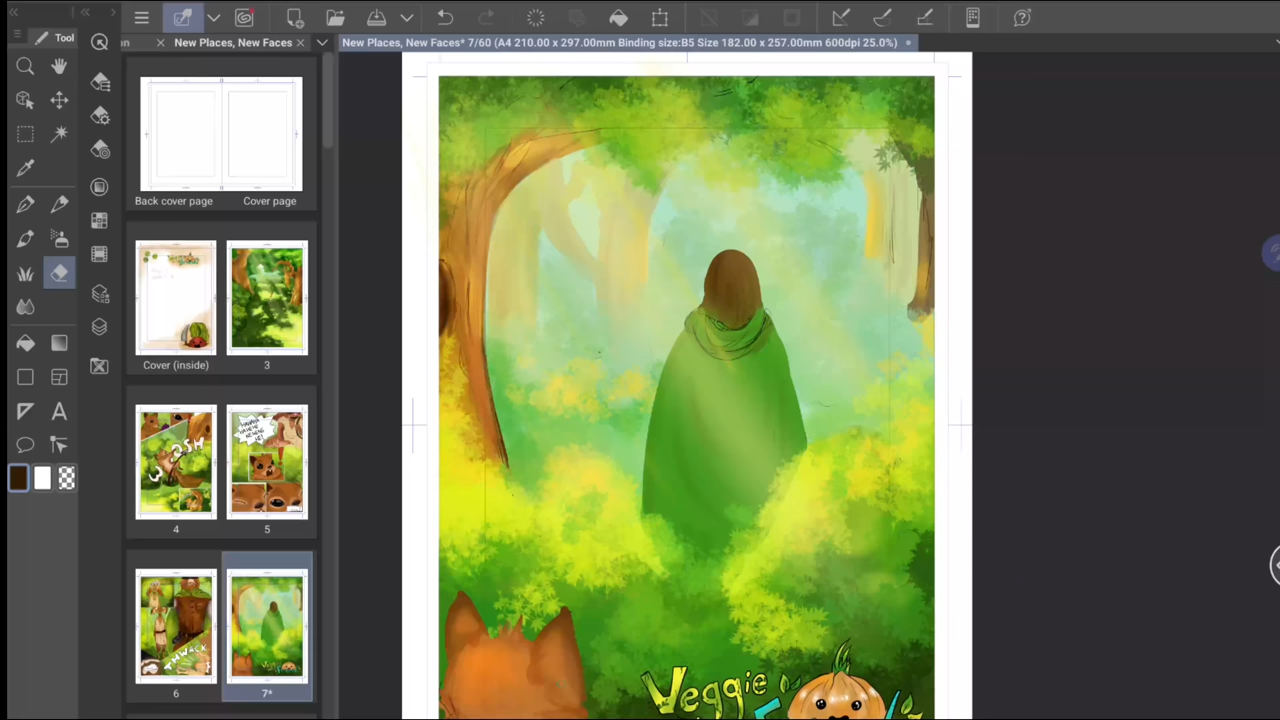 Tool
n
New Places, New Faces
New Places, New Faces* 7/60 (A4 210.00 x 297.00mm Binding size:B5 Size 182.00 x 257.00mm 600dpi 25.0%)
Back cover page
Cover page
Cover (inside)
3
4
5
6
7*
THWACK
Veggie